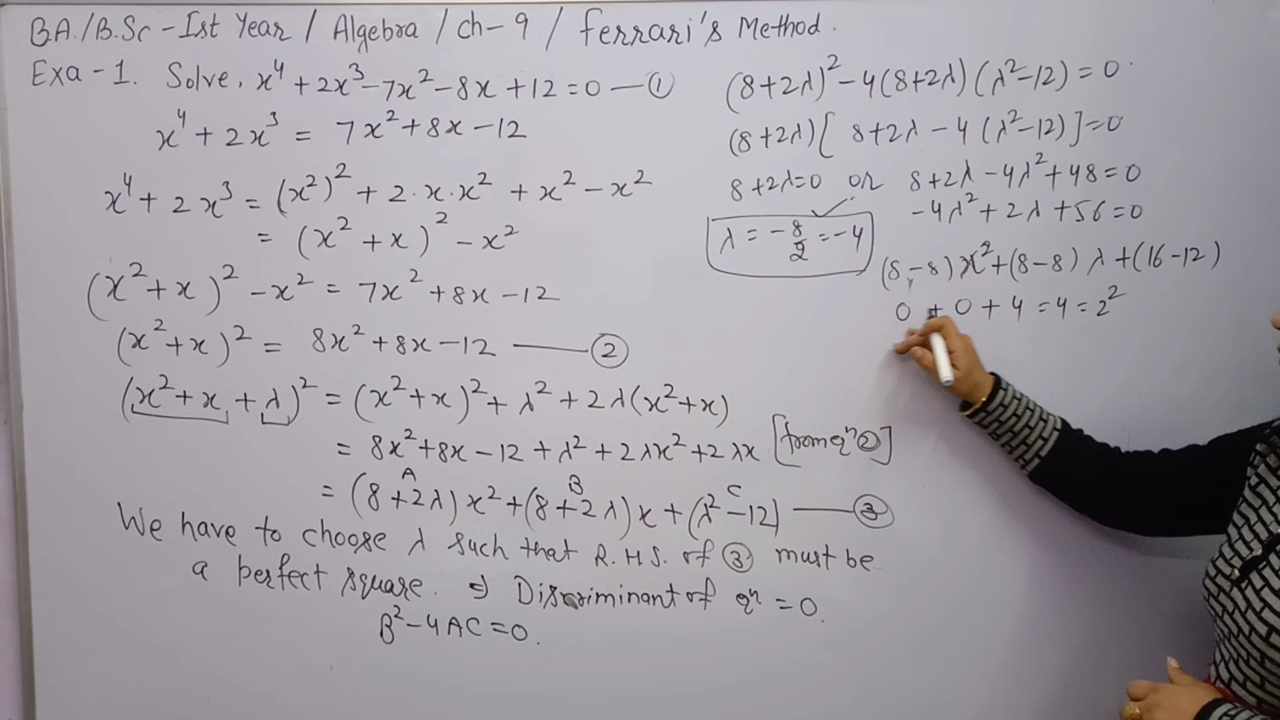 BA./B.Sc - Ist Year / Algebra / Ch-9 / Ferrari's Method.
Exa-1. Solve, x⁴ + 2x³ - 7x² - 8x + 12 = 0 — ①
x⁴ + 2x³ = 7x² + 8x - 12
x⁴ + 2x³ = (x²)² + 2·x·x² + x² - x²
= (x² + x)² - x²
(x² + x)² - x² = 7x² + 8x - 12
(x² + x)² = 8x² + 8x - 12 — ②
(x² + x + λ)² = (x² + x)² + λ² + 2λ(x² + x)
= 8x² + 8x - 12 + λ² + 2λx² + 2λx [from eqⁿ ②]
A B C
= (8 + 2λ)x² + (8 + 2λ)x + (λ² - 12) — ③
We have to choose λ such that R.H.S. of ③ must be
a perfect square. ⇒ Discriminant of eqⁿ = 0.
B² - 4AC = 0.
(8 + 2λ)² - 4(8 + 2λ)(λ² - 12) = 0
(8 + 2λ)[8 + 2λ - 4(λ² - 12)] = 0
8 + 2λ = 0 or 8 + 2λ - 4λ² + 48 = 0
- 4λ² + 2λ + 56 = 0
λ = -8/2 = -4
(8 - 8)x² + (8 - 8)λ + (16 - 12)
0 + 0 + 4 = 4 = 2²